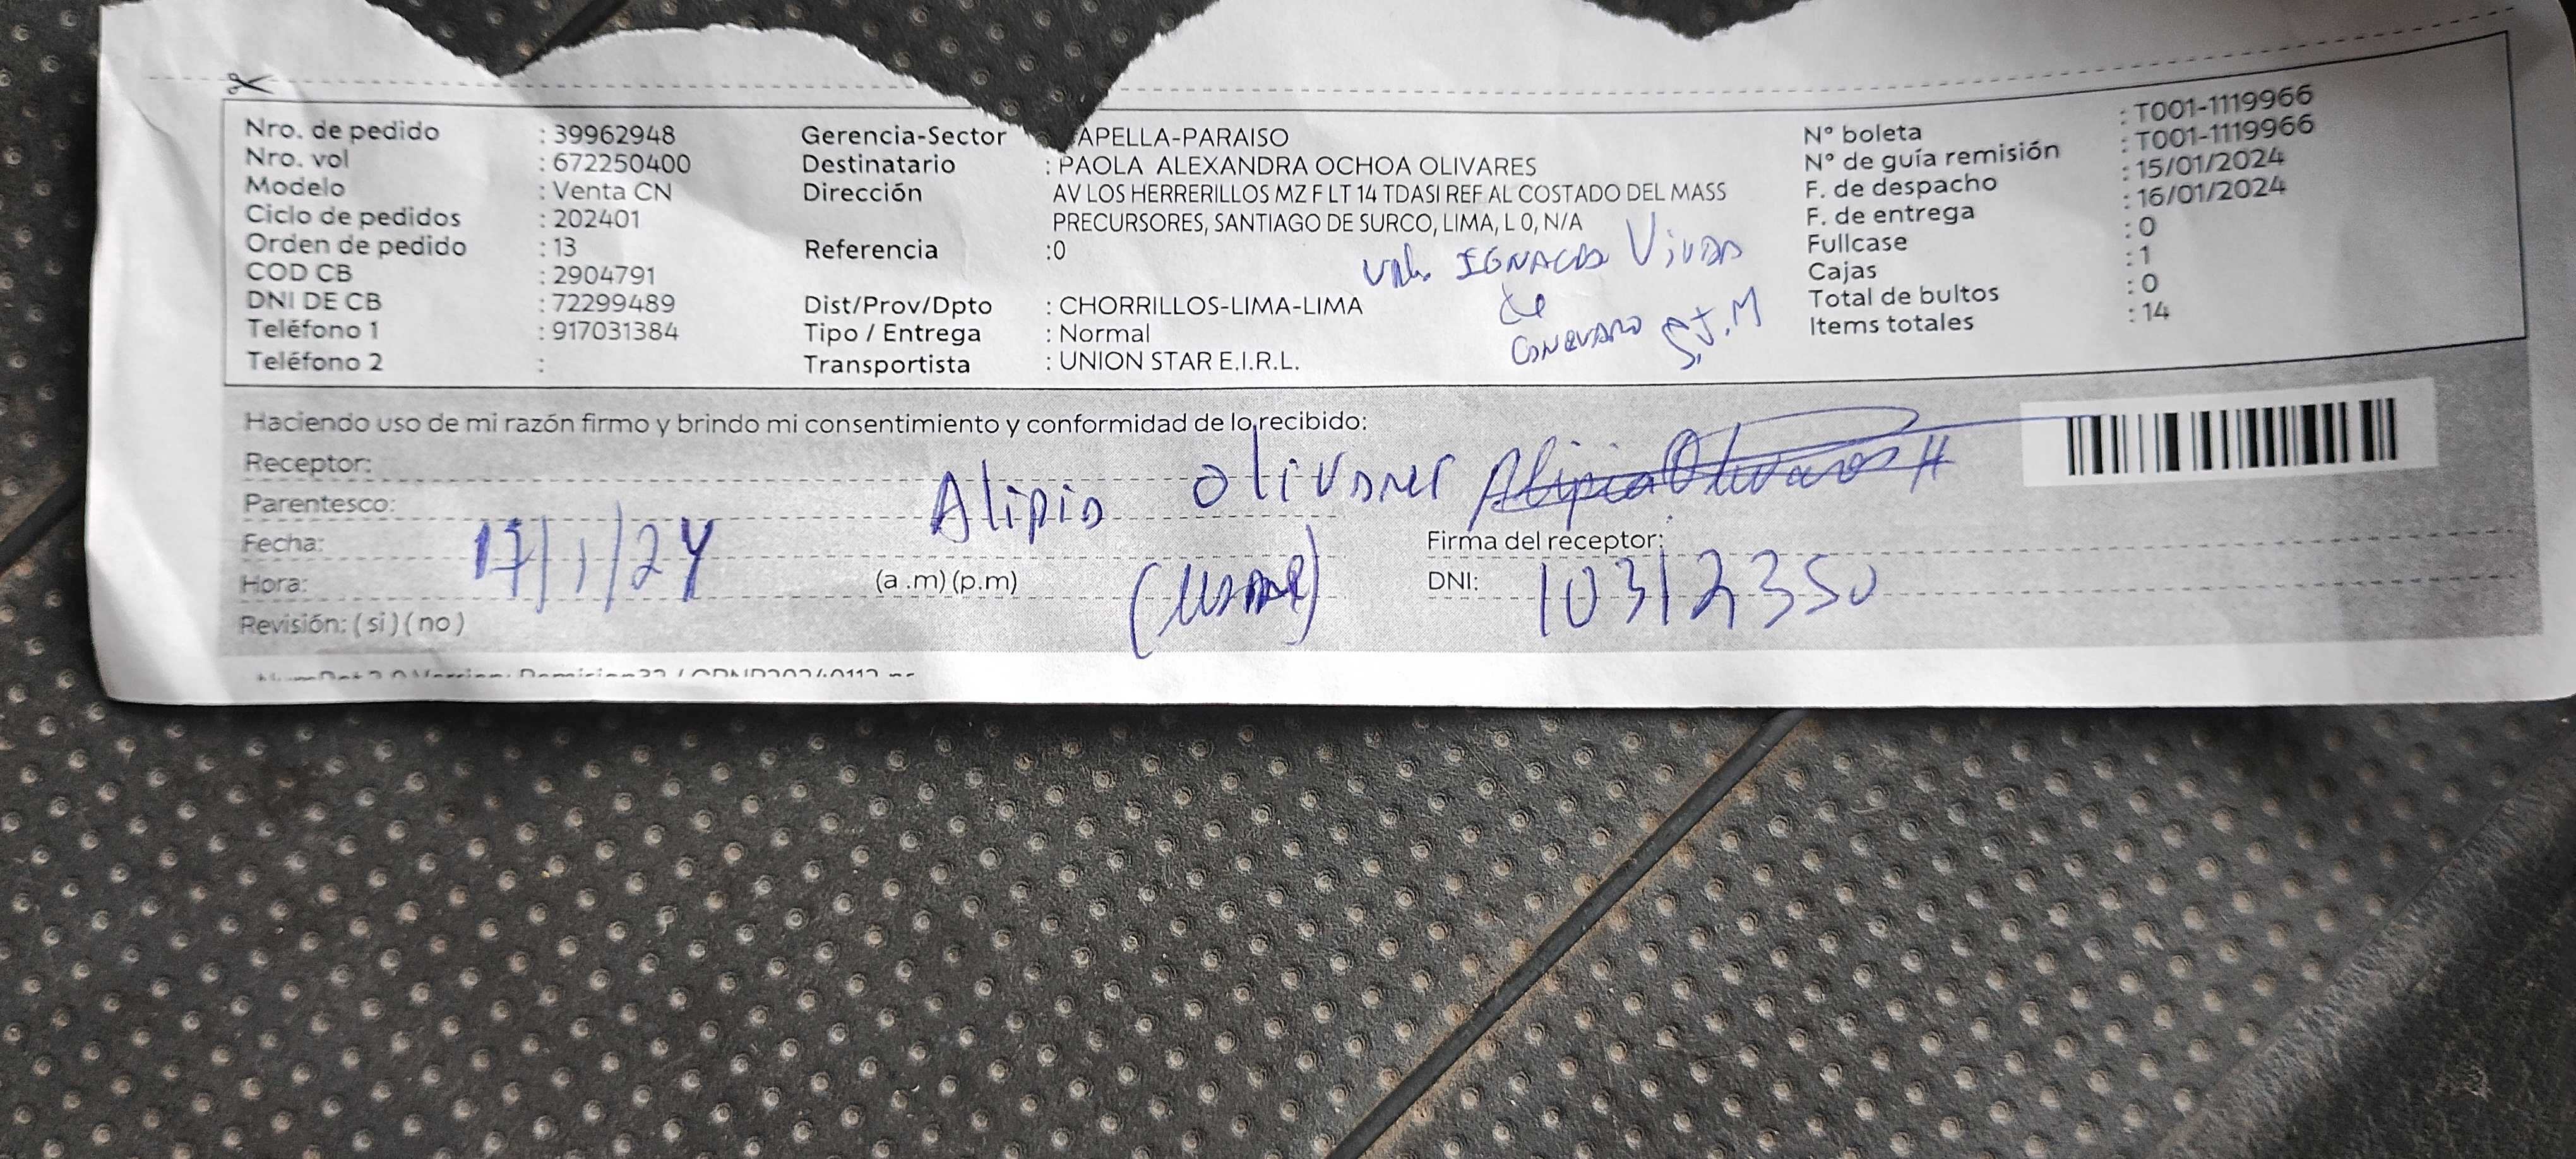 Nro. de pedido : 39962948 Gerencia-Sector APELLA-PARAISO N° boleta : T001-1119966
Nro. vol : 672250400 Destinatario : PAOLA ALEXANDRA OCHOA OLIVARES N° de guía remisión : T001-1119966
Modelo : Venta CN Dirección AV LOS HERRERILLOS MZ F LT 14 TDASI REF AL COSTADO DEL MASS F. de despacho : 15/01/2024
Ciclo de pedidos : 202401 PRECURSORES, SANTIAGO DE SURCO, LIMA, L 0, N/A F. de entrega : 16/01/2024
Orden de pedido : 13 Referencia :0 Fullcase : 0
COD CB : 2904791 IGNACIO Vivas Cajas : 1
DNI DE CB : 72299489 Dist/Prov/Dpto : CHORRILLOS-LIMA-LIMA de Total de bultos : 0
Teléfono 1 : 917031384 Tipo / Entrega : Normal S.J.M Items totales : 14
Teléfono 2 : Transportista : UNION STAR E.I.R.L.
Haciendo uso de mi razón firmo y brindo mi consentimiento y conformidad de lo recibido:
Receptor: Alipio Olivares Alipio Olivares H
Parentesco:
Fecha: 17/1/24 Firma del receptor:
Hora: (a .m) (p.m) DNI: 10312350
Revisión: ( si ) ( no )